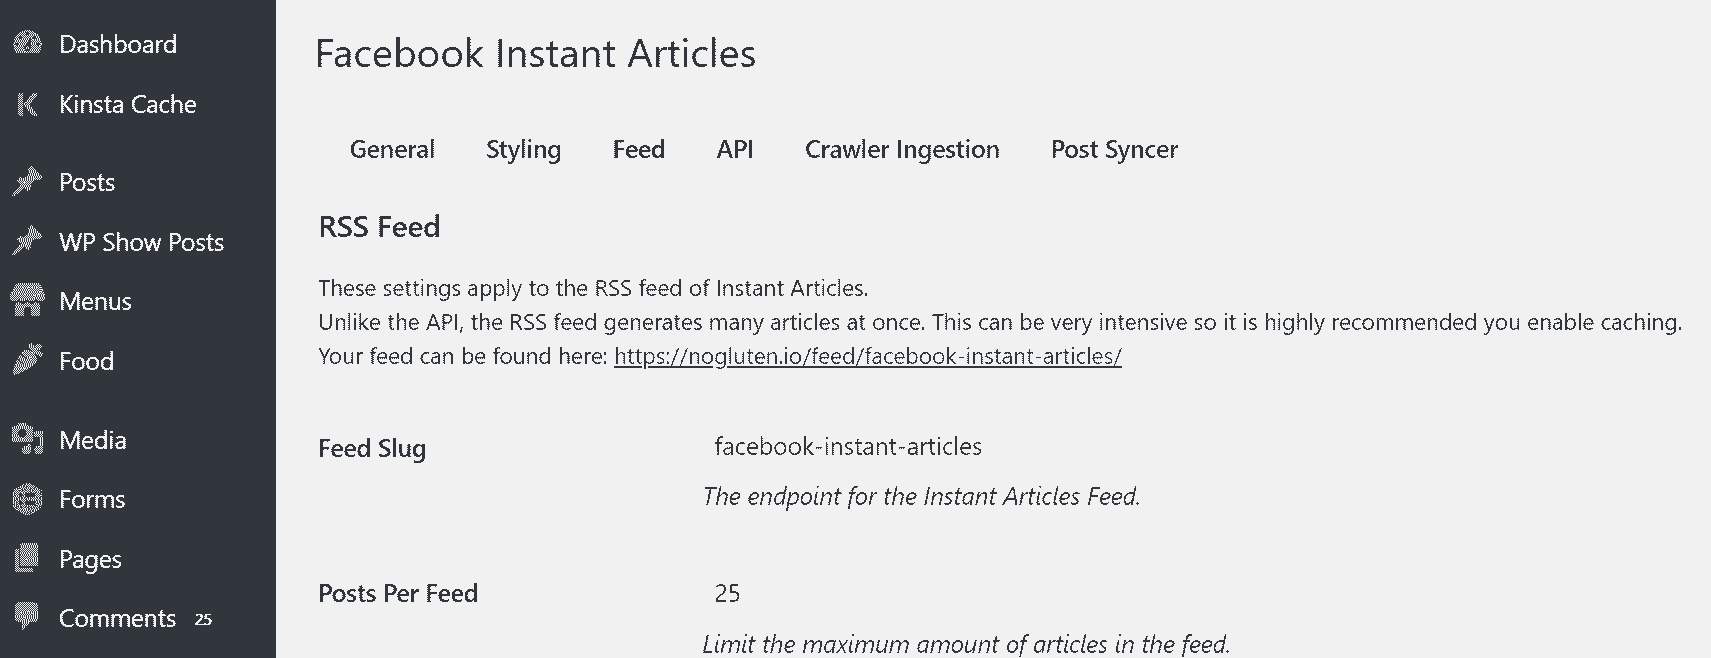 Dashboard
Kinsta Cache
Posts
WP Show Posts
Menus
Food
Media
Forms
Pages
Comments 25
Facebook Instant Articles
General Styling Feed API Crawler Ingestion Post Syncer
RSS Feed
These settings apply to the RSS feed of Instant Articles.
Unlike the API, the RSS feed generates many articles at once. This can be very intensive so it is highly recommended you enable caching.
Your feed can be found here: https://nogluten.io/feed/facebook-instant-articles/
Feed Slug facebook-instant-articles
The endpoint for the Instant Articles Feed.
Posts Per Feed 25
Limit the maximum amount of articles in the feed.